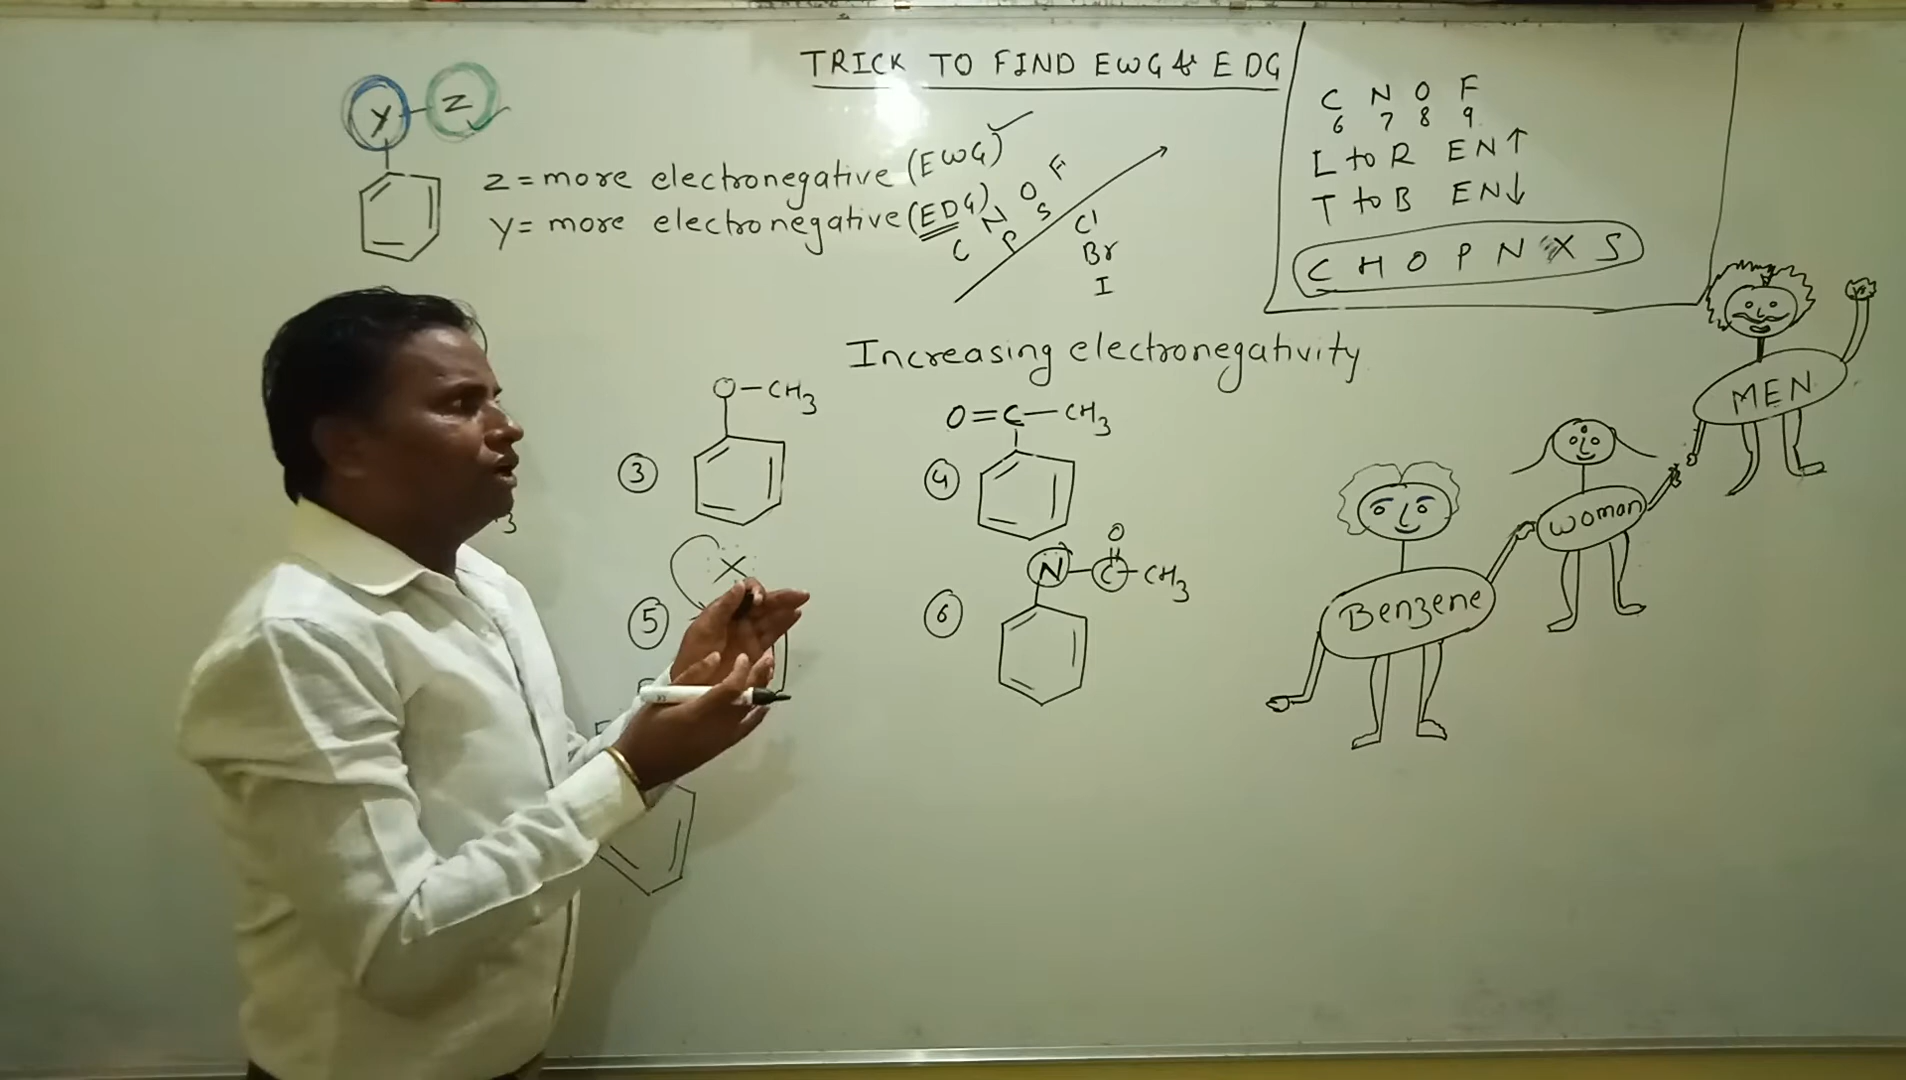 TRICK TO FIND EWG & EDG
Y - Z
Z = more electronegative (EWG)
Y = more electronegative (EDG)
C N O F
P S Cl
Br
I
C N O F
6 7 8 9
L to R EN↑
T to B EN↓
C H O P N X S
Increasing electronegativity
O-CH3
③
O=C-CH3
④
X
⑤
O
N-C-CH3
⑥
3
MEN
woman
Benzene